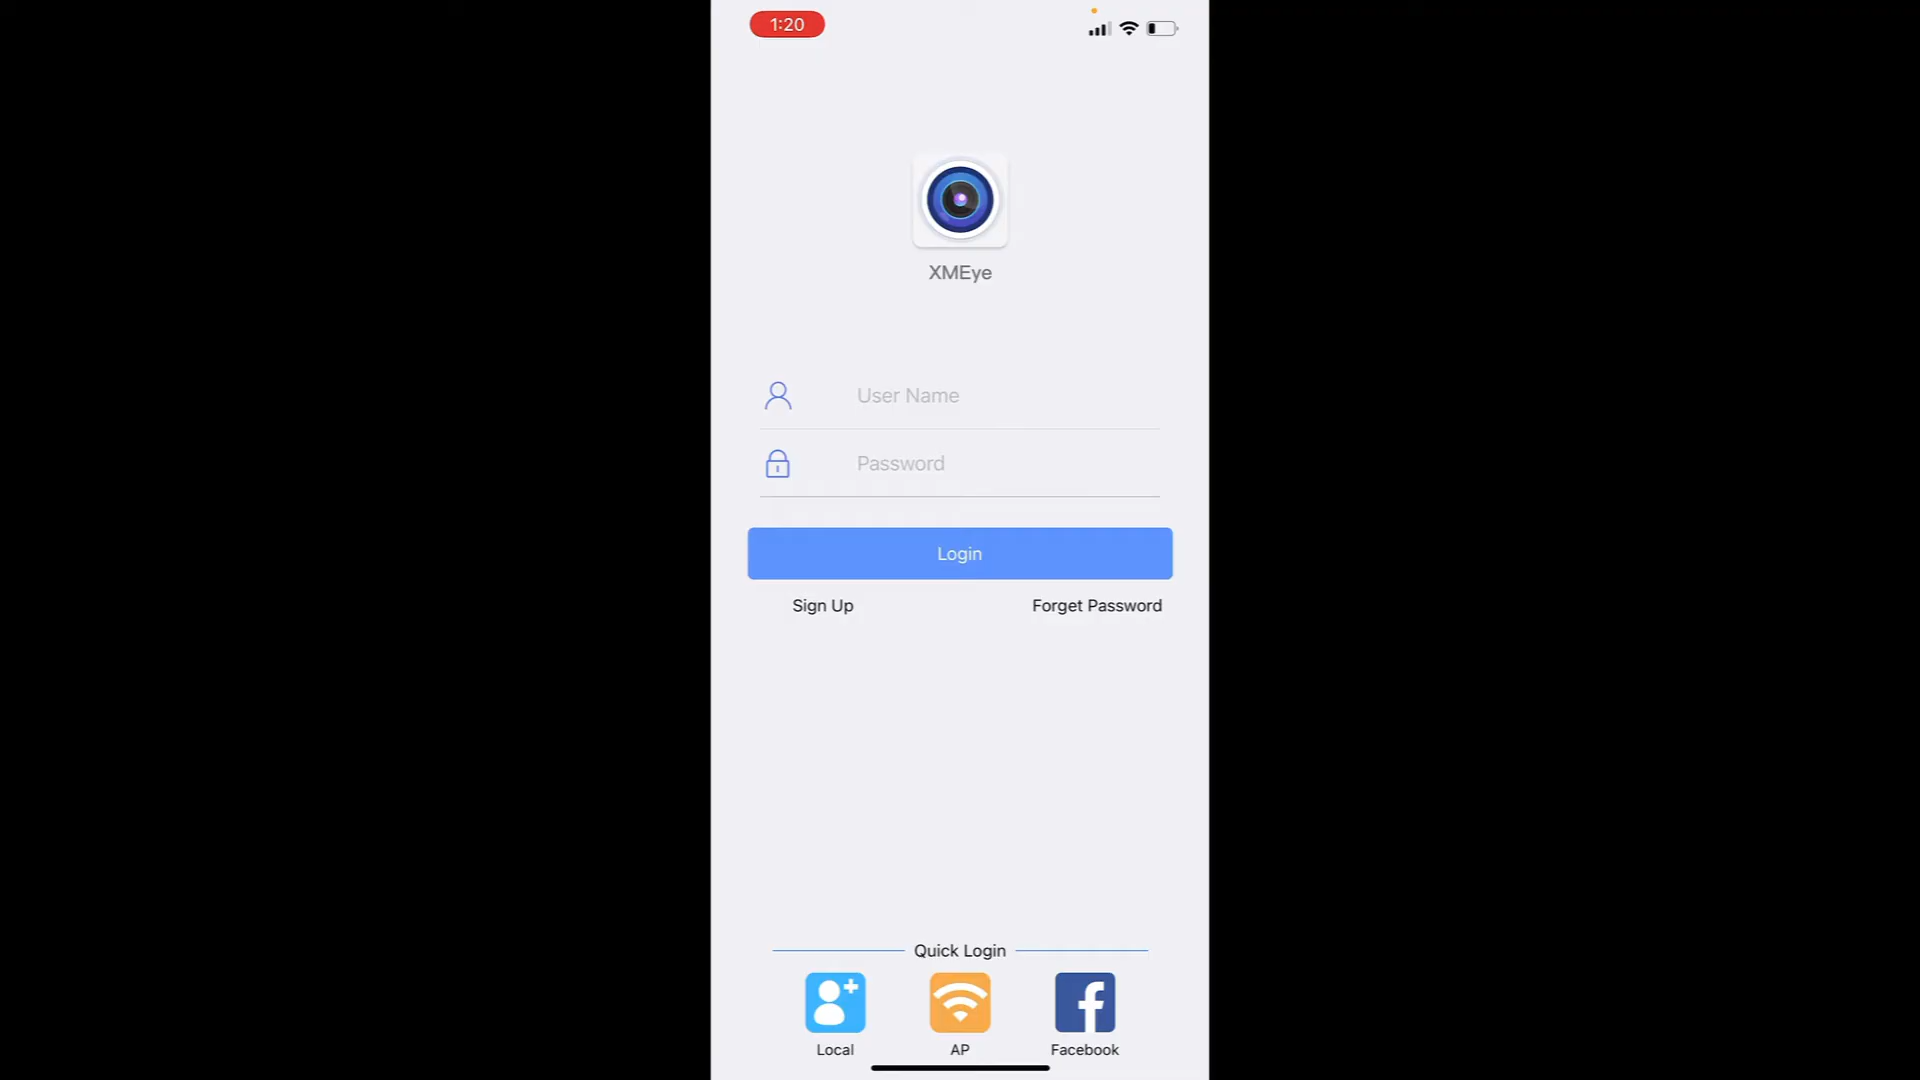 1:20
XMEye
User Name
Password
Login
Sign Up Forget Password
Quick Login
Local AP Facebook